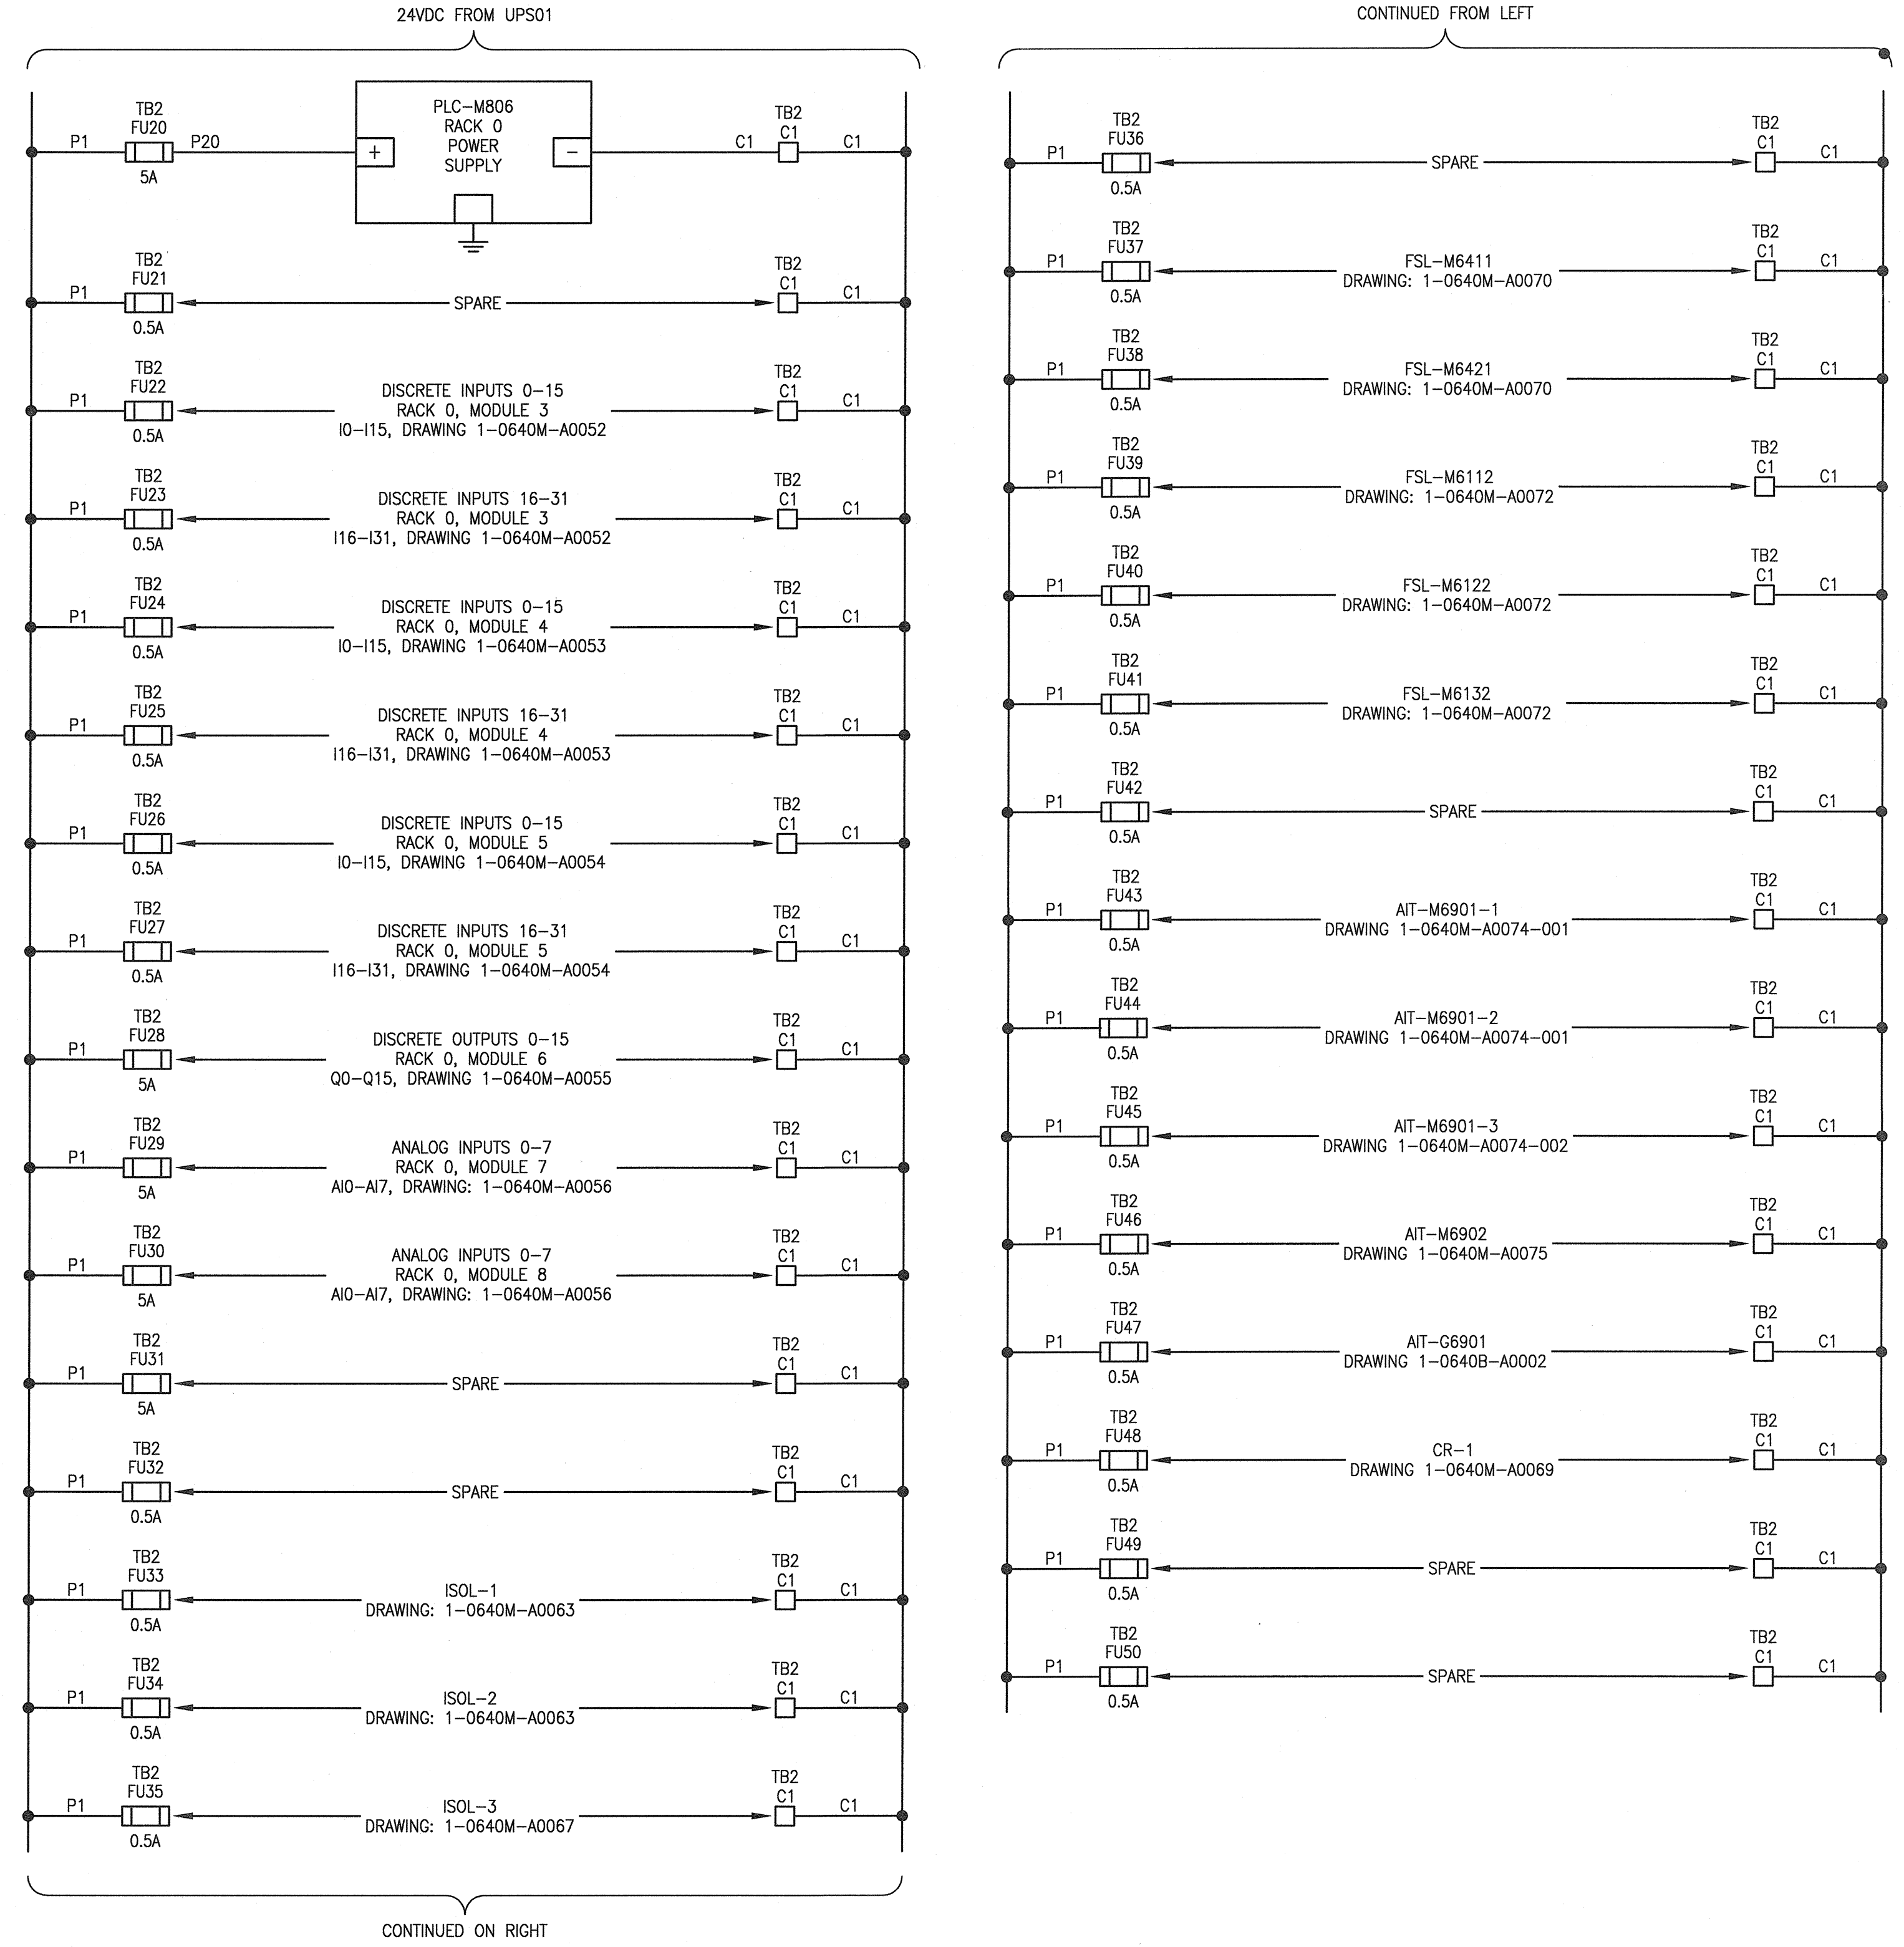 24VDC FROM UPS01
TB2
FU20
P1
P20
5A
PLC-M806
RACK 0
POWER
SUPPLY
+
-
C1
TB2
C1
C1
TB2
FU21
P1
0.5A
SPARE
TB2
C1
C1
TB2
FU22
P1
0.5A
DISCRETE INPUTS 0-15
RACK 0, MODULE 3
I0-I15, DRAWING 1-0640M-A0052
TB2
C1
C1
TB2
FU23
P1
0.5A
DISCRETE INPUTS 16-31
RACK 0, MODULE 3
I16-I31, DRAWING 1-0640M-A0052
TB2
C1
C1
TB2
FU24
P1
0.5A
DISCRETE INPUTS 0-15
RACK 0, MODULE 4
I0-I15, DRAWING 1-0640M-A0053
TB2
C1
C1
TB2
FU25
P1
0.5A
DISCRETE INPUTS 16-31
RACK 0, MODULE 4
I16-I31, DRAWING 1-0640M-A0053
TB2
C1
C1
TB2
FU26
P1
0.5A
DISCRETE INPUTS 0-15
RACK 0, MODULE 5
I0-I15, DRAWING 1-0640M-A0054
TB2
C1
C1
TB2
FU27
P1
0.5A
DISCRETE INPUTS 16-31
RACK 0, MODULE 5
I16-I31, DRAWING 1-0640M-A0054
TB2
C1
C1
TB2
FU28
P1
5A
DISCRETE OUTPUTS 0-15
RACK 0, MODULE 6
Q0-Q15, DRAWING 1-0640M-A0055
TB2
C1
C1
TB2
FU29
P1
5A
ANALOG INPUTS 0-7
RACK 0, MODULE 7
AI0-AI7, DRAWING: 1-0640M-A0056
TB2
C1
C1
TB2
FU30
P1
5A
ANALOG INPUTS 0-7
RACK 0, MODULE 8
AI0-AI7, DRAWING: 1-0640M-A0056
TB2
C1
C1
TB2
FU31
P1
5A
SPARE
TB2
C1
C1
TB2
FU32
P1
0.5A
SPARE
TB2
C1
C1
TB2
FU33
P1
0.5A
ISOL-1
DRAWING: 1-0640M-A0063
TB2
C1
C1
TB2
FU34
P1
0.5A
ISOL-2
DRAWING: 1-0640M-A0063
TB2
C1
C1
TB2
FU35
P1
0.5A
ISOL-3
DRAWING: 1-0640M-A0067
TB2
C1
C1
CONTINUED ON RIGHT
CONTINUED FROM LEFT
TB2
FU36
P1
0.5A
SPARE
TB2
C1
C1
TB2
FU37
P1
0.5A
FSL-M6411
DRAWING: 1-0640M-A0070
TB2
C1
C1
TB2
FU38
P1
0.5A
FSL-M6421
DRAWING: 1-0640M-A0070
TB2
C1
C1
TB2
FU39
P1
0.5A
FSL-M6112
DRAWING: 1-0640M-A0072
TB2
C1
C1
TB2
FU40
P1
0.5A
FSL-M6122
DRAWING: 1-0640M-A0072
TB2
C1
C1
TB2
FU41
P1
0.5A
FSL-M6132
DRAWING: 1-0640M-A0072
TB2
C1
C1
TB2
FU42
P1
0.5A
SPARE
TB2
C1
C1
TB2
FU43
P1
0.5A
AIT-M6901-1
DRAWING 1-0640M-A0074-001
TB2
C1
C1
TB2
FU44
P1
0.5A
AIT-M6901-2
DRAWING 1-0640M-A0074-001
TB2
C1
C1
TB2
FU45
P1
0.5A
AIT-M6901-3
DRAWING 1-0640M-A0074-002
TB2
C1
C1
TB2
FU46
P1
0.5A
AIT-M6902
DRAWING 1-0640M-A0075
TB2
C1
C1
TB2
FU47
P1
0.5A
AIT-G6901
DRAWING 1-0640B-A0002
TB2
C1
C1
TB2
FU48
P1
0.5A
CR-1
DRAWING 1-0640M-A0069
TB2
C1
C1
TB2
FU49
P1
0.5A
SPARE
TB2
C1
C1
TB2
FU50
P1
0.5A
SPARE
TB2
C1
C1